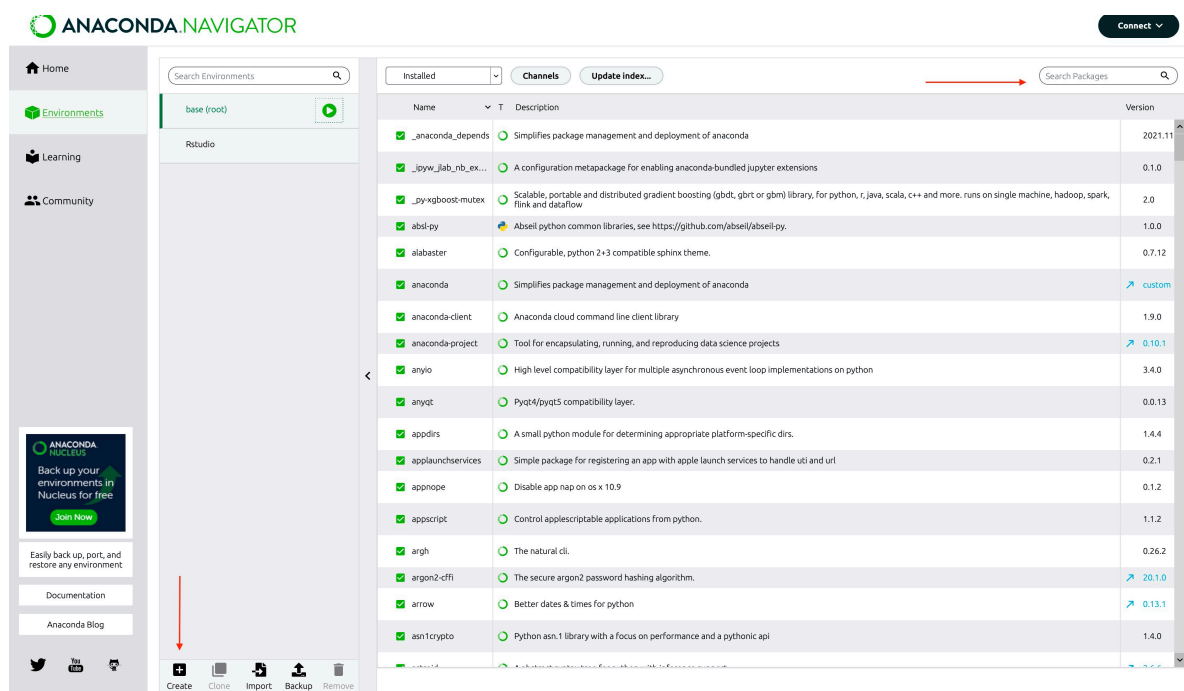 ANACONDA.NAVIGATOR
Connect
Home
Environments
Learning
Community
ANACONDA.
NUCLEUS
Back up your
environments in
Nucleus for free
Join Now
Easily back up, port, and
restore any environment
Documentation
Anaconda Blog
You
Tube
Search Environments
base (root)
Rstudio
Create Clone Import Backup Remove
Installed Channels Update index... Search Packages
Name T Description Version
_anaconda_depends Simplifies package management and deployment of anaconda 2021.11
_ipyw_jlab_nb_ex... A configuration metapackage for enabling anaconda-bundled jupyter extensions 0.1.0
_py-xgboost-mutex Scalable, portable and distributed gradient boosting (gbdt, gbrt or gbm) library, for python, r, java, scala, c++ and more. runs on single machine, hadoop, spark,
flink and dataflow 2.0
absl-py Abseil python common libraries, see https://github.com/abseil/abseil-py. 1.0.0
alabaster Configurable, python 2+3 compatible sphinx theme. 0.7.12
anaconda Simplifies package management and deployment of anaconda custom
anaconda-client Anaconda cloud command line client library 1.9.0
anaconda-project Tool for encapsulating, running, and reproducing data science projects 0.10.1
anyio High level compatibility layer for multiple asynchronous event loop implementations on python 3.4.0
anyqt Pyqt4/pyqt5 compatibility layer. 0.0.13
appdirs A small python module for determining appropriate platform-specific dirs. 1.4.4
applaunchservices Simple package for registering an app with apple launch services to handle uti and url 0.2.1
appnope Disable app nap on os x 10.9 0.1.2
appscript Control applescriptable applications from python. 1.1.2
argh The natural cli. 0.26.2
argon2-cffi The secure argon2 password hashing algorithm. 20.1.0
arrow Better dates & times for python 0.13.1
asn1crypto Python asn.1 library with a focus on performance and a pythonic api 1.4.0